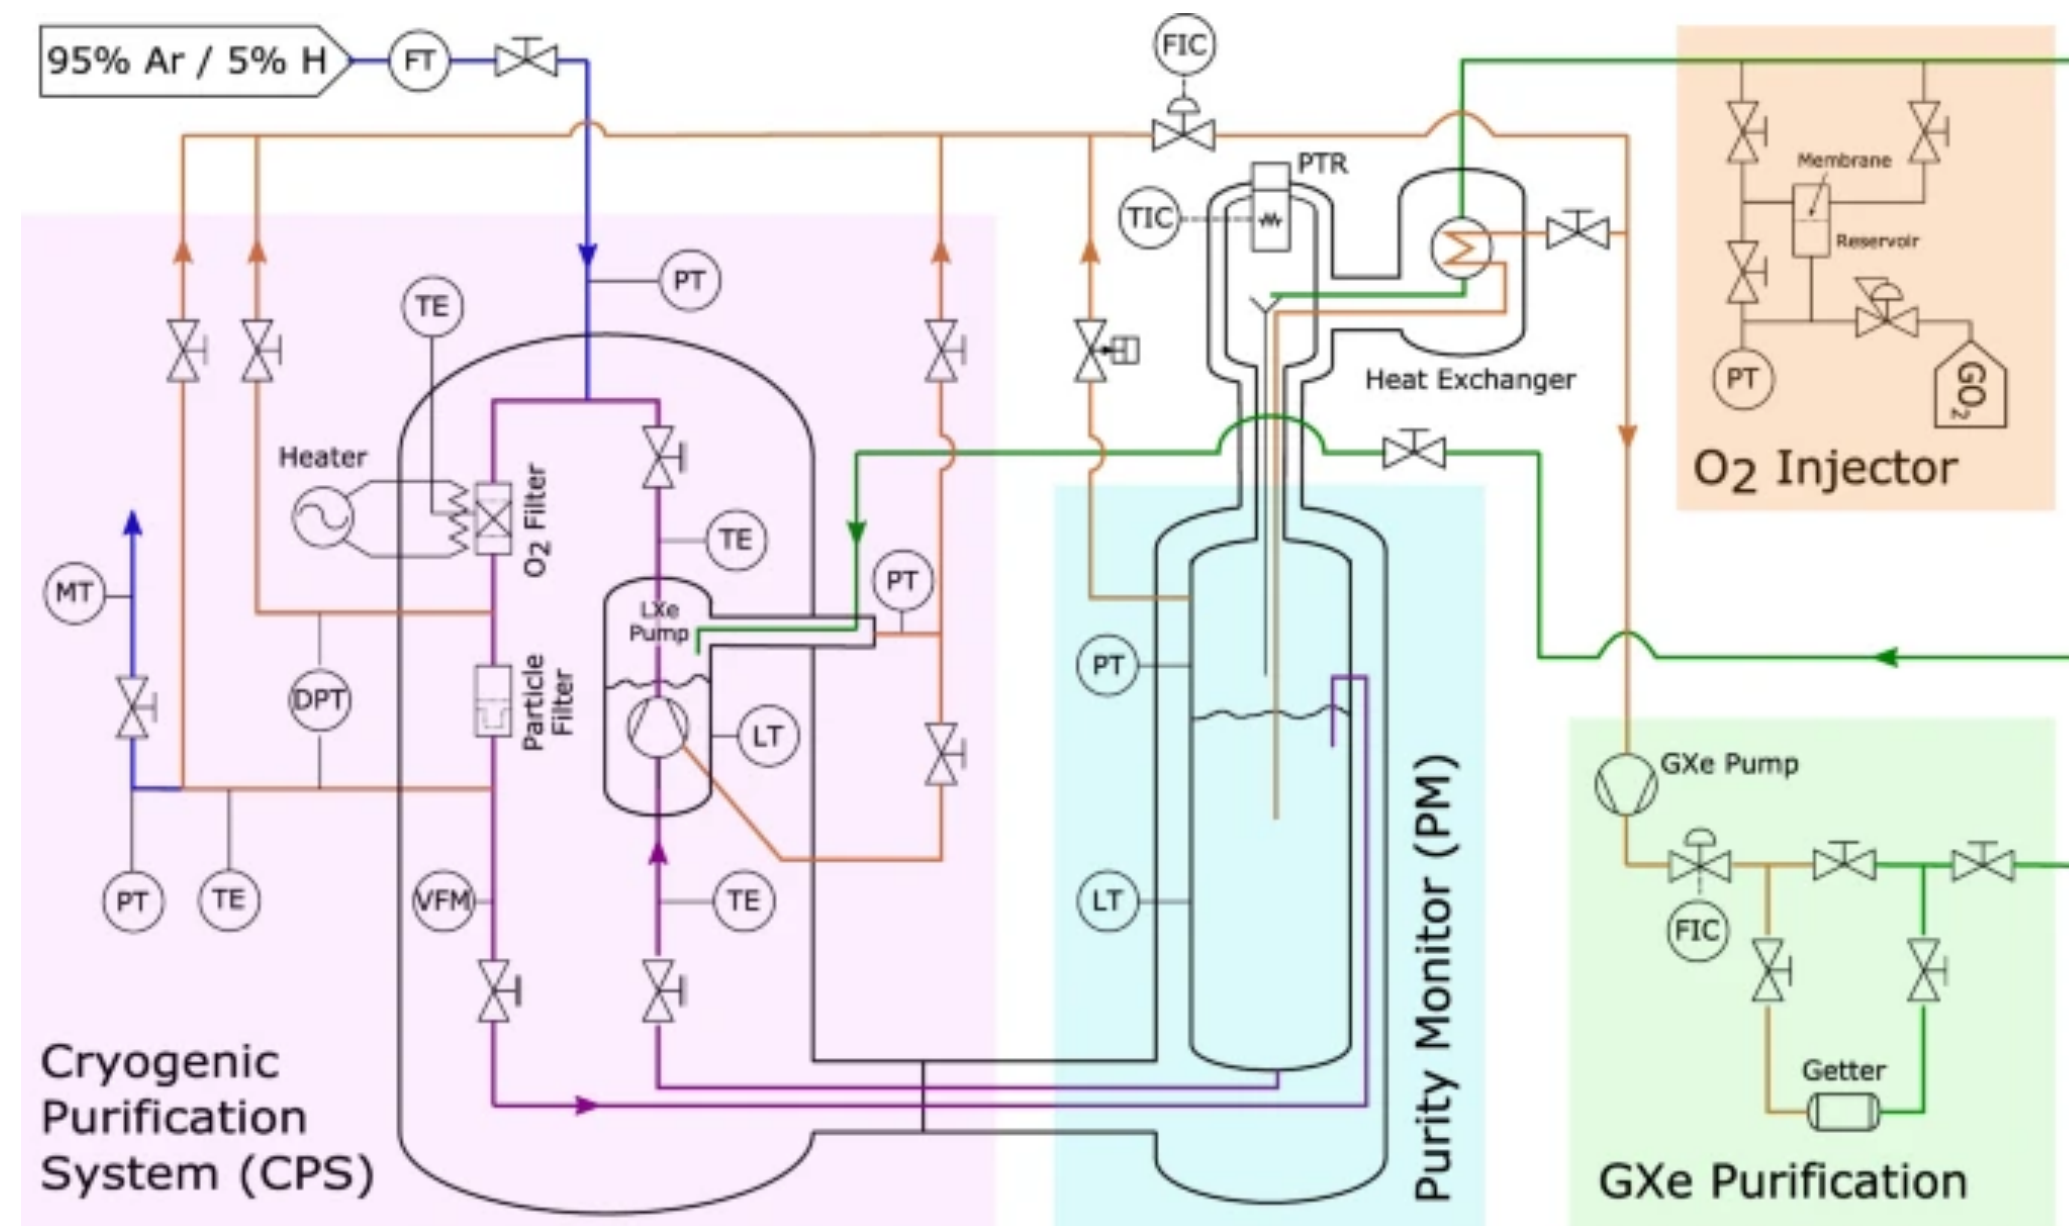 95% Ar / 5% H
FT
FIC
PTR
TIC
Membrane
Reservoir
PT
GO2
O2 Injector
TE
PT
Heater
O2 Filter
TE
Heat Exchanger
MT
LXe
Pump
PT
DPT
Particle
Filter
LT
PT
PT
TE
VFM
TE
LT
Purity Monitor (PM)
GXe Pump
FIC
Getter
GXe Purification
Cryogenic
Purification
System (CPS)